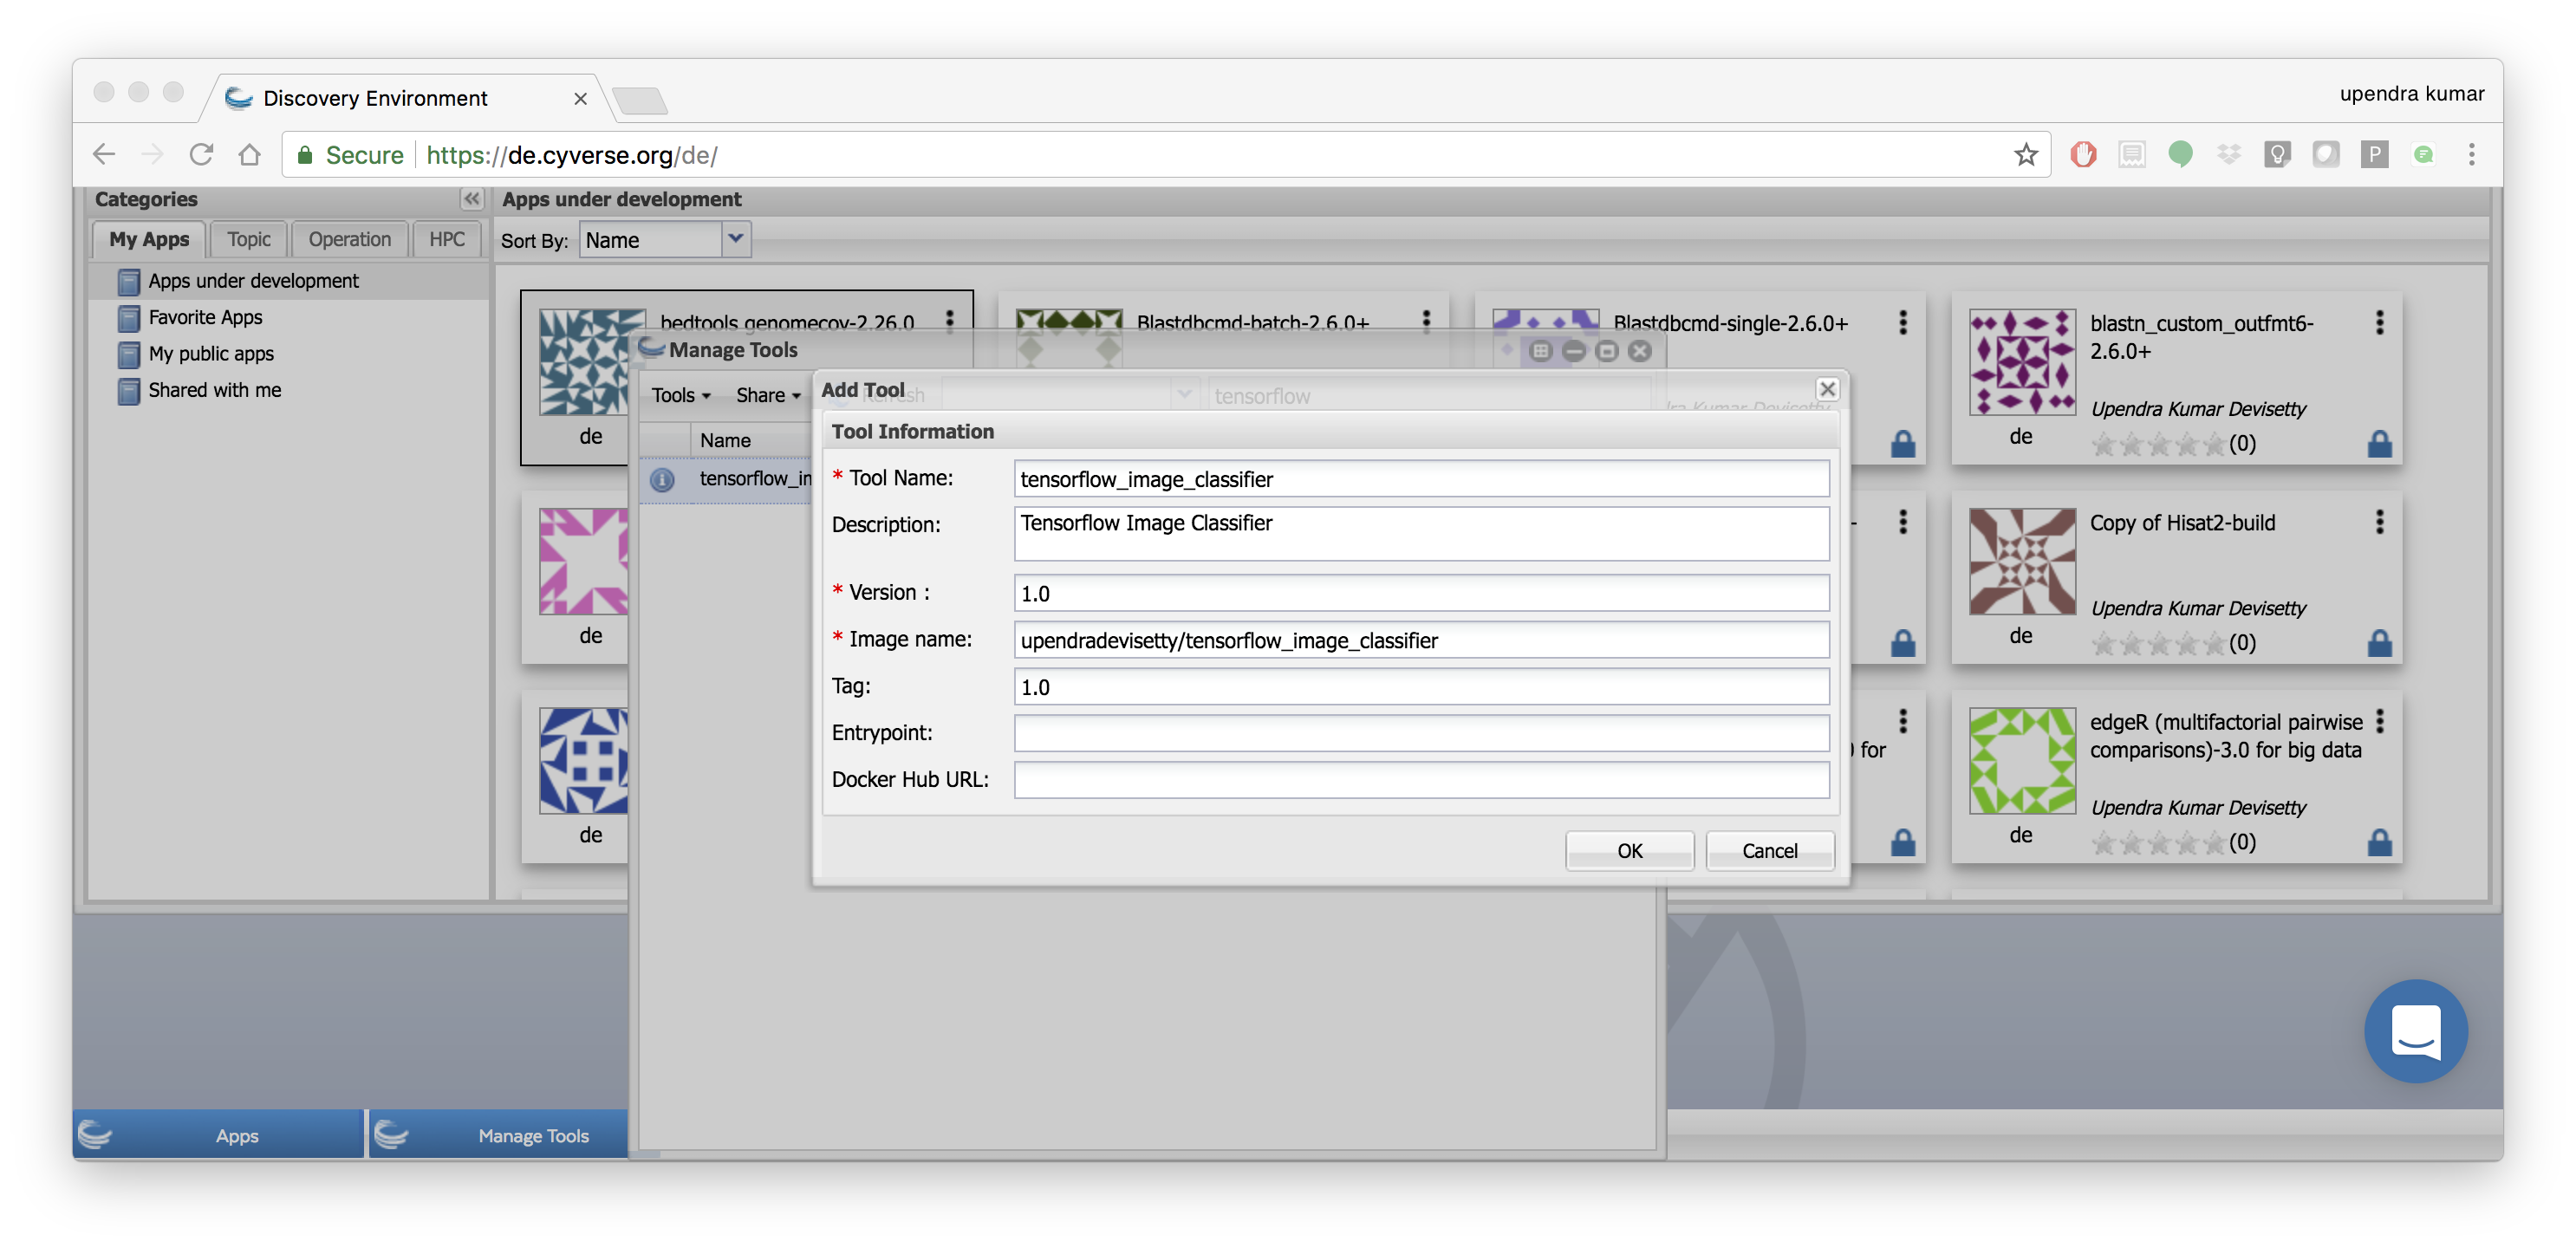 Discovery Environment
upendra kumar
Secure
https://de.cyverse.org/de/
P
Categories
Apps under development
My Apps
Topic
Operation
HPC
Sort By:
Name
Apps under development
Favorite Apps
My public apps
Shared with me
bedtools genomecov-2.26.0
de
Blastdbcmd-batch-2.6.0+
Blastdbcmd-single-2.6.0+
blastn_custom_outfmt6-
2.6.0+
Upendra Kumar Devisetty
de
(0)
Manage Tools
Tools
Share
Refresh
tensorflow
Kumar Devisetty
Name
tensorflow_in
Add Tool
Tool Information
* Tool Name:
tensorflow_image_classifier
Description:
Tensorflow Image Classifier
* Version :
1.0
* Image name:
upendradevisetty/tensorflow_image_classifier
Tag:
1.0
Entrypoint:
Docker Hub URL:
OK
Cancel
de
Copy of Hisat2-build
Upendra Kumar Devisetty
de
(0)
de
for
edgeR (multifactorial pairwise
comparisons)-3.0 for big data
Upendra Kumar Devisetty
de
(0)
Apps
Manage Tools